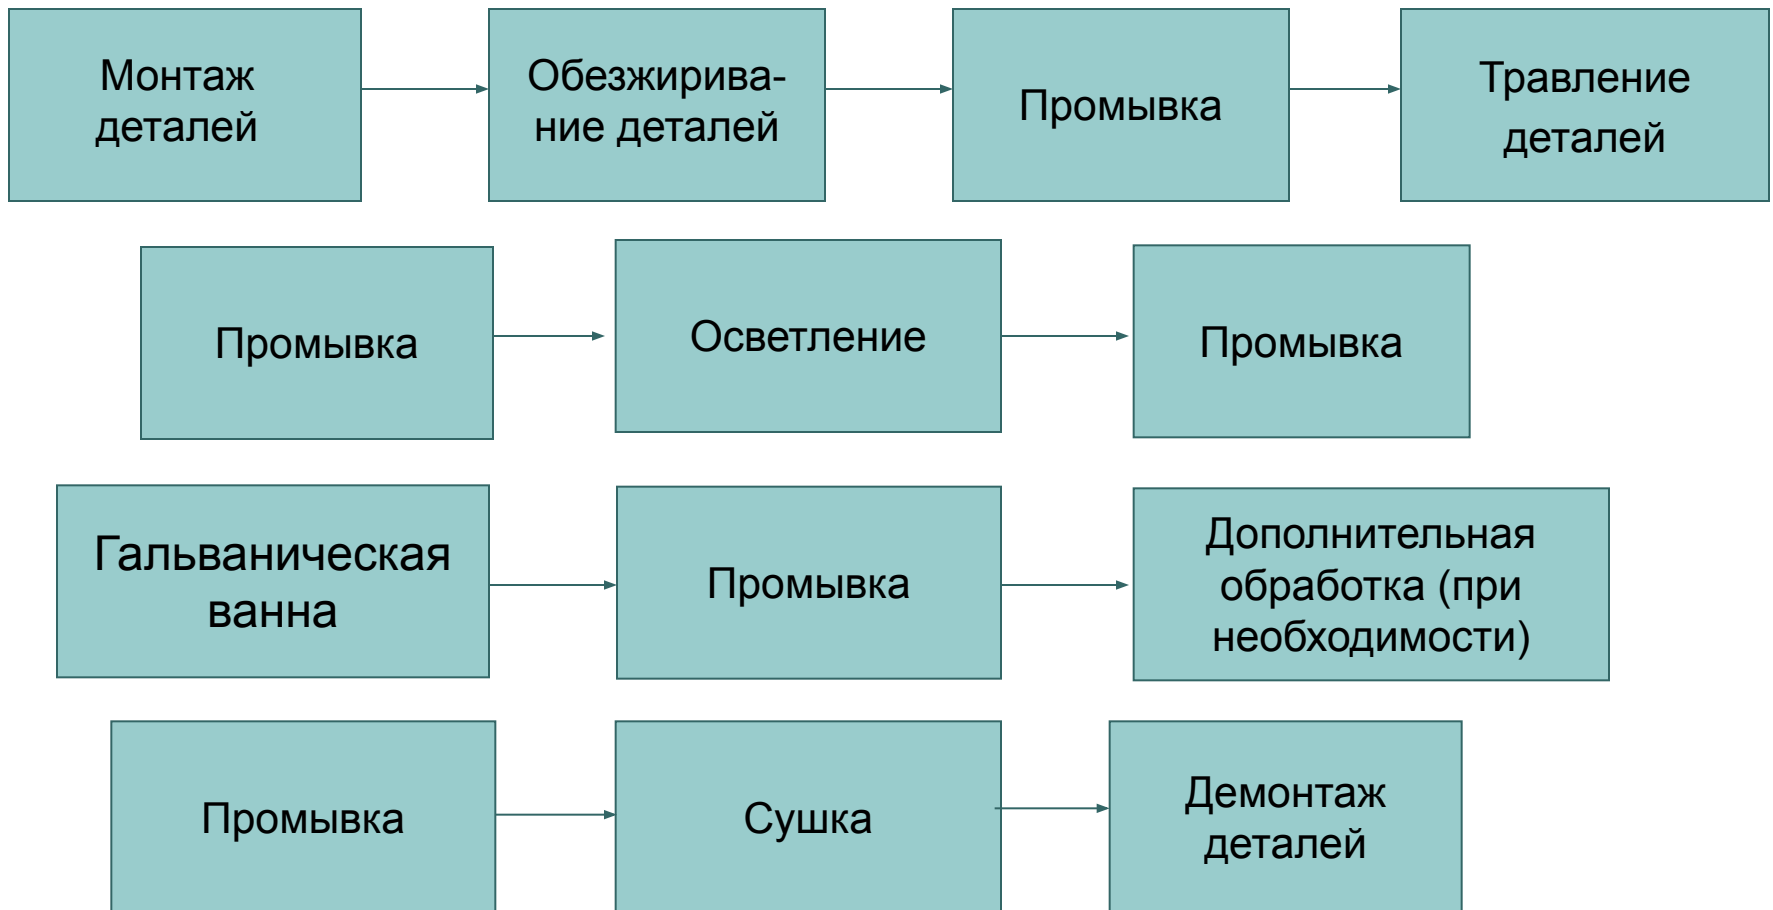 Монтаж
деталей
Обезжирива-
ние деталей
Промывка
Травление
деталей
Промывка
Осветление
Промывка
Гальваническая
ванна
Промывка
Дополнительная
обработка (при
необходимости)
Промывка
Сушка
Демонтаж
деталей